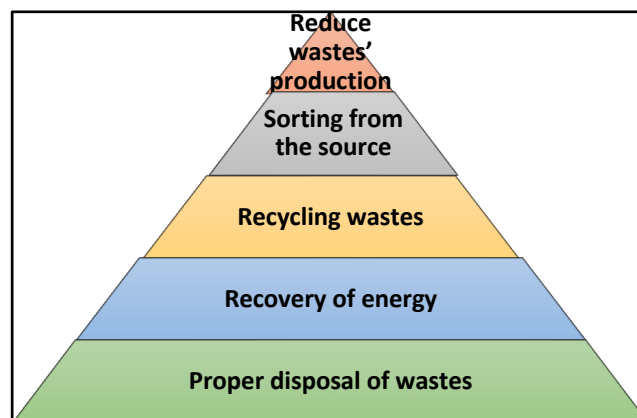 Reduce
wastes’
production
Sorting from
the source
Recycling wastes
Recovery of energy
Proper disposal of wastes